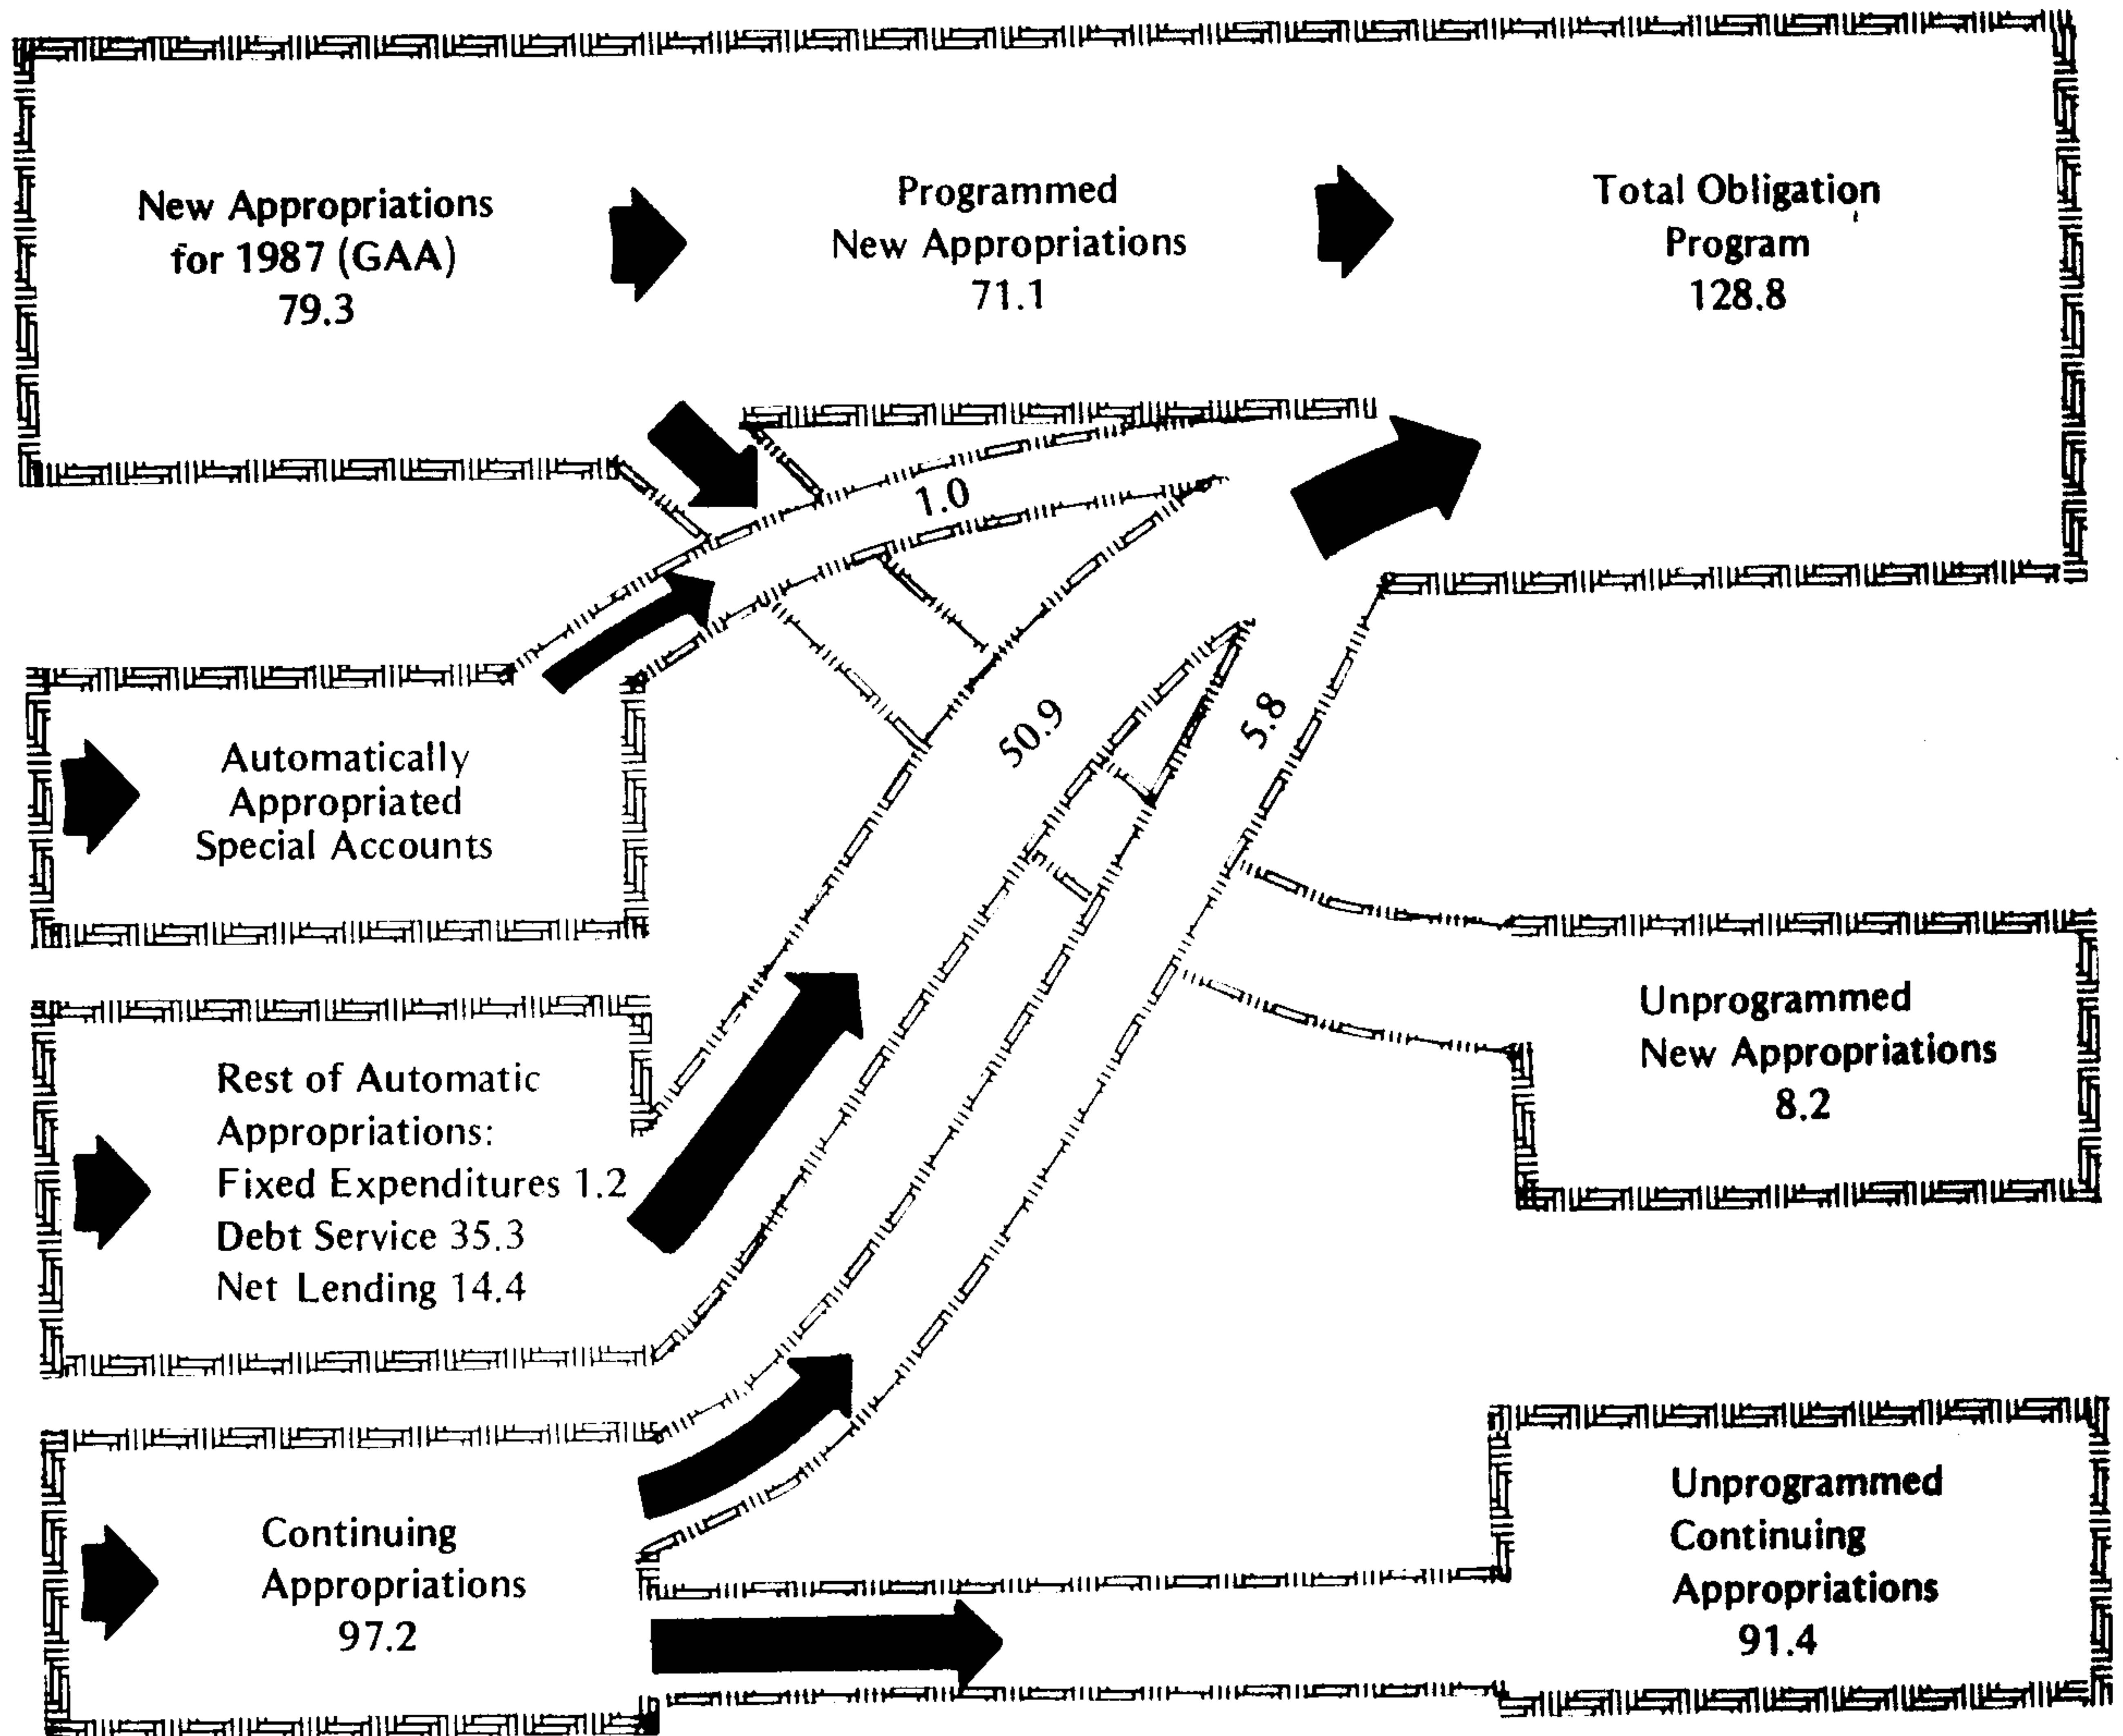 New Appropriations
for 1987 (GAA)
79.3
Programmed
New Appropriations
71.1
Total Obligation
Program
128.8
1.0
Automatically
Appropriated
Special Accounts
50.9
5.8
Rest of Automatic
Appropriations:
Fixed Expenditures 1.2
Debt Service 35.3
Net Lending 14.4
Unprogrammed
New Appropriations
8.2
Continuing
Appropriations
97.2
Unprogrammed
Continuing
Appropriations
91.4